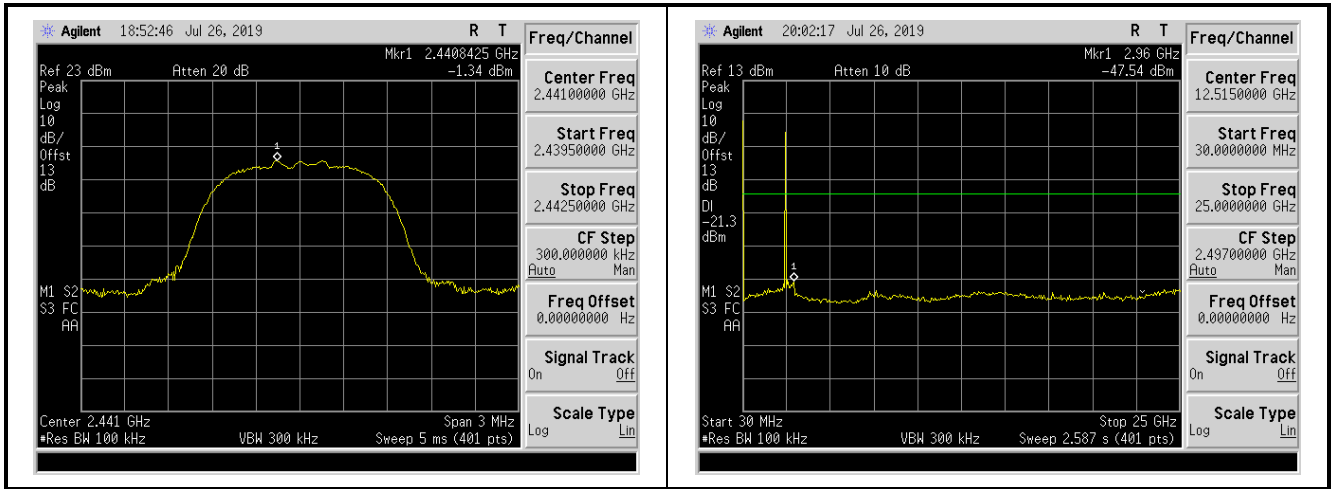 Agilent 18:52:46 Jul 26, 2019 R T
Mkr1 2.4408425 GHz
Ref 23 dBm Atten 20 dB -1.34 dBm
Peak
Log
10
dB/
Offst
13
dB
1
M1 S2
S3 FC
AA
Center 2.441 GHz Span 3 MHz
#Res BW 100 kHz VBW 300 kHz Sweep 5 ms (401 pts)
Freq/Channel
Center Freq
2.44100000 GHz
Start Freq
2.43950000 GHz
Stop Freq
2.44250000 GHz
CF Step
300.000000 kHz
Auto Man
Freq Offset
0.00000000 Hz
Signal Track
On Off
Scale Type
Log Lin
Agilent 20:02:17 Jul 26, 2019 R T
Mkr1 2.96 GHz
Ref 13 dBm Atten 10 dB -47.54 dBm
Peak
Log
10
dB/
Offst
13
dB
DI
-21.3
dBm
1
M1 S2
S3 FC
AA
Start 30 MHz Stop 25 GHz
#Res BW 100 kHz VBW 300 kHz Sweep 2.587 s (401 pts)
Freq/Channel
Center Freq
12.5150000 GHz
Start Freq
30.0000000 MHz
Stop Freq
25.0000000 GHz
CF Step
2.49700000 GHz
Auto Man
Freq Offset
0.00000000 Hz
Signal Track
On Off
Scale Type
Log Lin